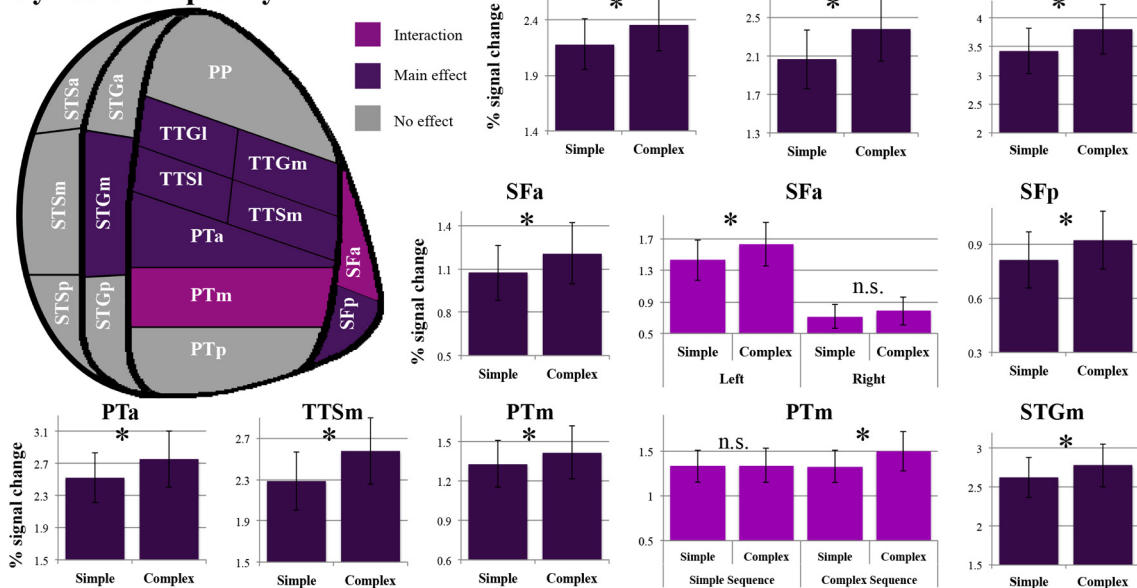 Interaction
Main effect
No effect
STSa
STGa
PP
TTGl
TTGm
TTSl
TTSm
STSm
STGm
PTa
SFa
PTm
STSp
STGp
SFp
PTp
% signal change
*
2.4
1.9
1.4
Simple Complex
*
2.5
2.1
1.7
1.3
Simple Complex
*
4
3.5
3
2.5
2
Simple Complex
SFa
*
% signal change
1.4
1.1
0.8
0.5
Simple Complex
SFa
* n.s.
1.7
1.3
0.9
0.5
Simple Complex Simple Complex
Left Right
SFp
*
0.9
0.6
0.3
Simple Complex
PTa
*
% signal change
3.1
2.7
2.3
1.9
1.5
Simple Complex
TTSm
*
2.7
2.3
1.9
1.5
Simple Complex
PTm
*
1.5
1.2
0.9
0.6
Simple Complex
PTm
n.s. *
1.5
1
0.5
Simple Complex Simple Complex
Simple Sequence Complex Sequence
STGm
*
3
2.5
2
1.5
Simple Complex